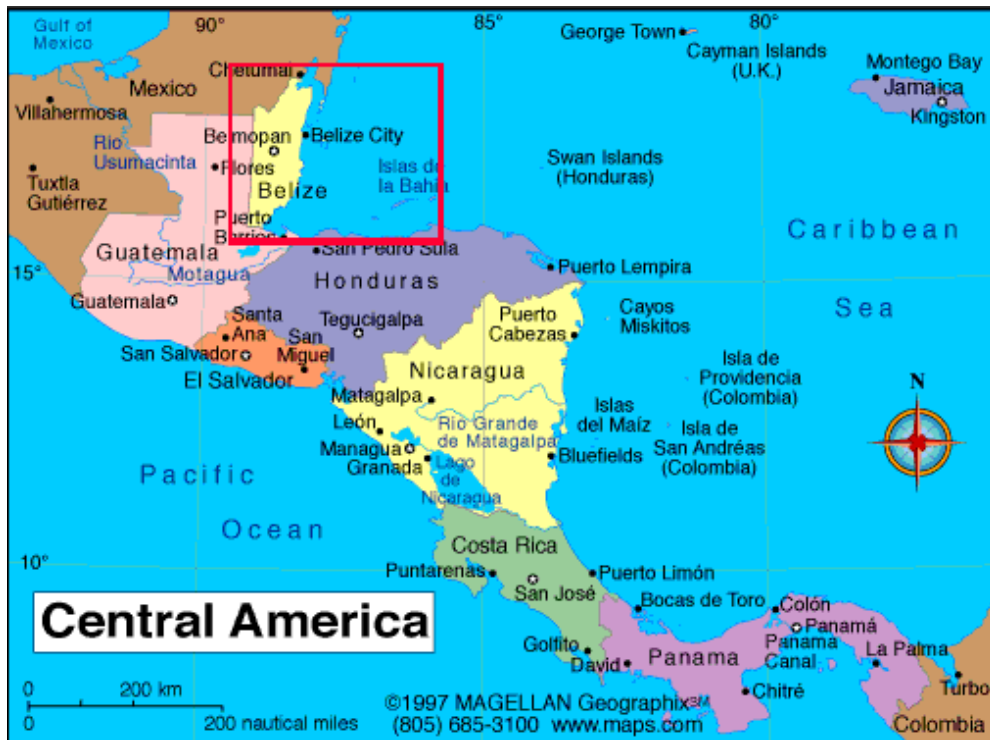 90°
85°
80°
Gulf of
Mexico
George Town
Cayman Islands
(U.K.)
Montego Bay
Jamaica
Kingston
Chetumal
Mexico
Villahermosa
Rio
Usumacinta
Belmopan
Belize City
Flores
Belize
Islas de
la Bahía
Swan Islands
(Honduras)
Tuxtla
Gutiérrez
Puerto
Barrios
San Pedro Sula
Guatemala
Motagua
Caribbean
Sea
15°
Guatemala
Honduras
Puerto Lempira
Santa
Ana
San
Miguel
Tegucigalpa
Puerto
Cabezas
Cayos
Miskitos
San Salvador
El Salvador
Nicaragua
Isla de
Providencia
(Colombia)
N
Matagalpa
León
Río Grande
de Matagalpa
Islas
del Maíz
Isla de
San Andréas
(Colombia)
Managua
Granada
Lago
de
Nicaragua
Bluefields
Pacific
Ocean
Costa Rica
10°
Puntarenas
San José
Puerto Limón
Bocas de Toro
Colón
Panamá
Panama
Canal
Golfito
David
Panama
La Palma
Chitré
Turbo
Colombia
Central America
0 200 km
0 200 nautical miles
©1997 MAGELLAN Geographix℠
(805) 685-3100 www.maps.com